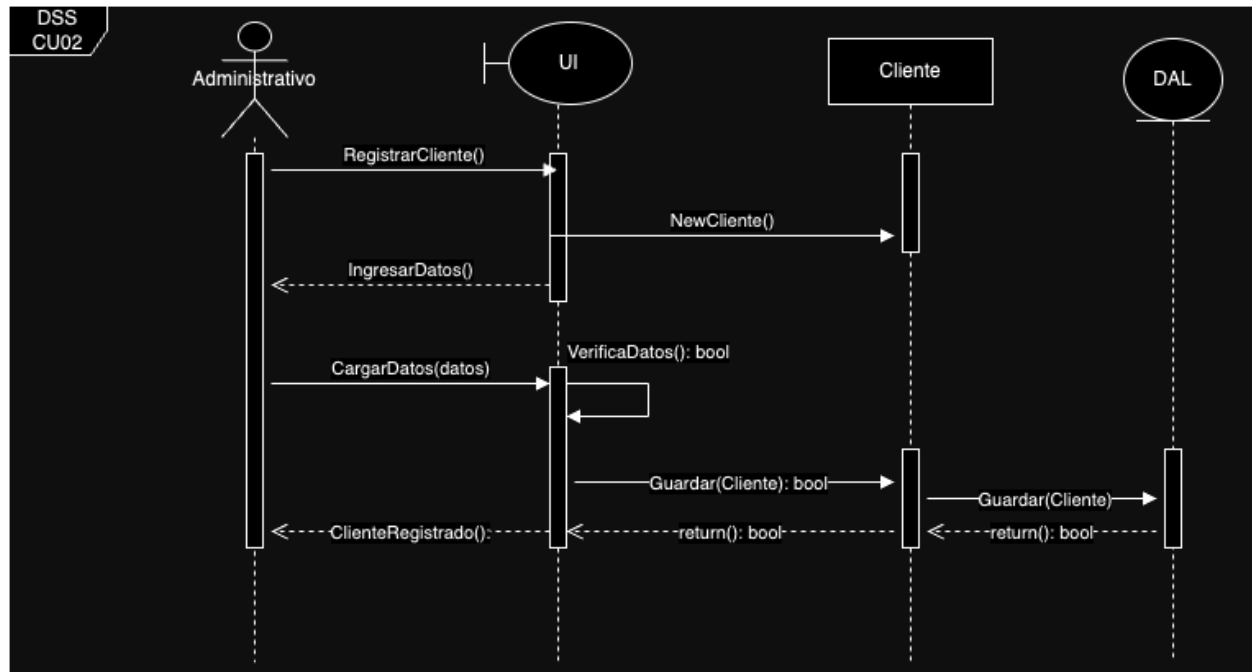 DSS
CU02
Administrativo
UI
Cliente
DAL
RegistrarCliente()
NewCliente()
IngresarDatos()
VerificaDatos(): bool
CargarDatos(datos)
Guardar(Cliente): bool
Guardar(Cliente)
ClienteRegistrado():
return(): bool
return(): bool